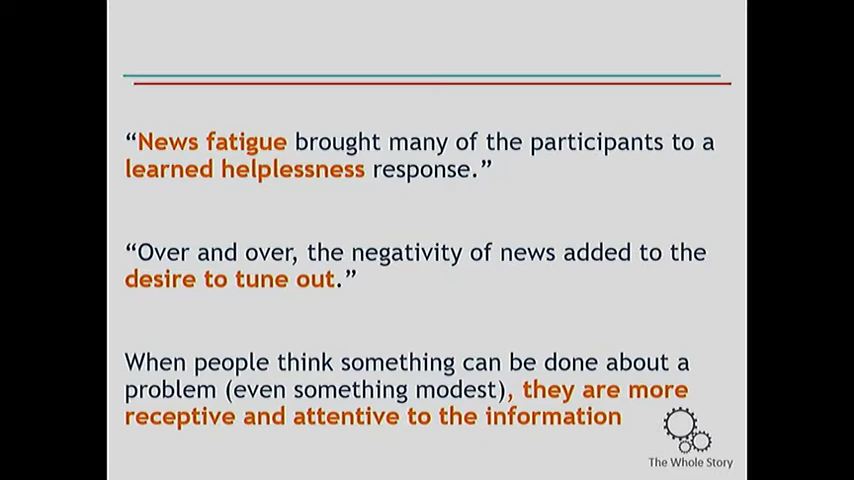 “News fatigue brought many of the participants to a
learned helplessness response.”
“Over and over, the negativity of news added to the
desire to tune out.”
When people think something can be done about a
problem (even something modest), they are more
receptive and attentive to the information
The Whole Story